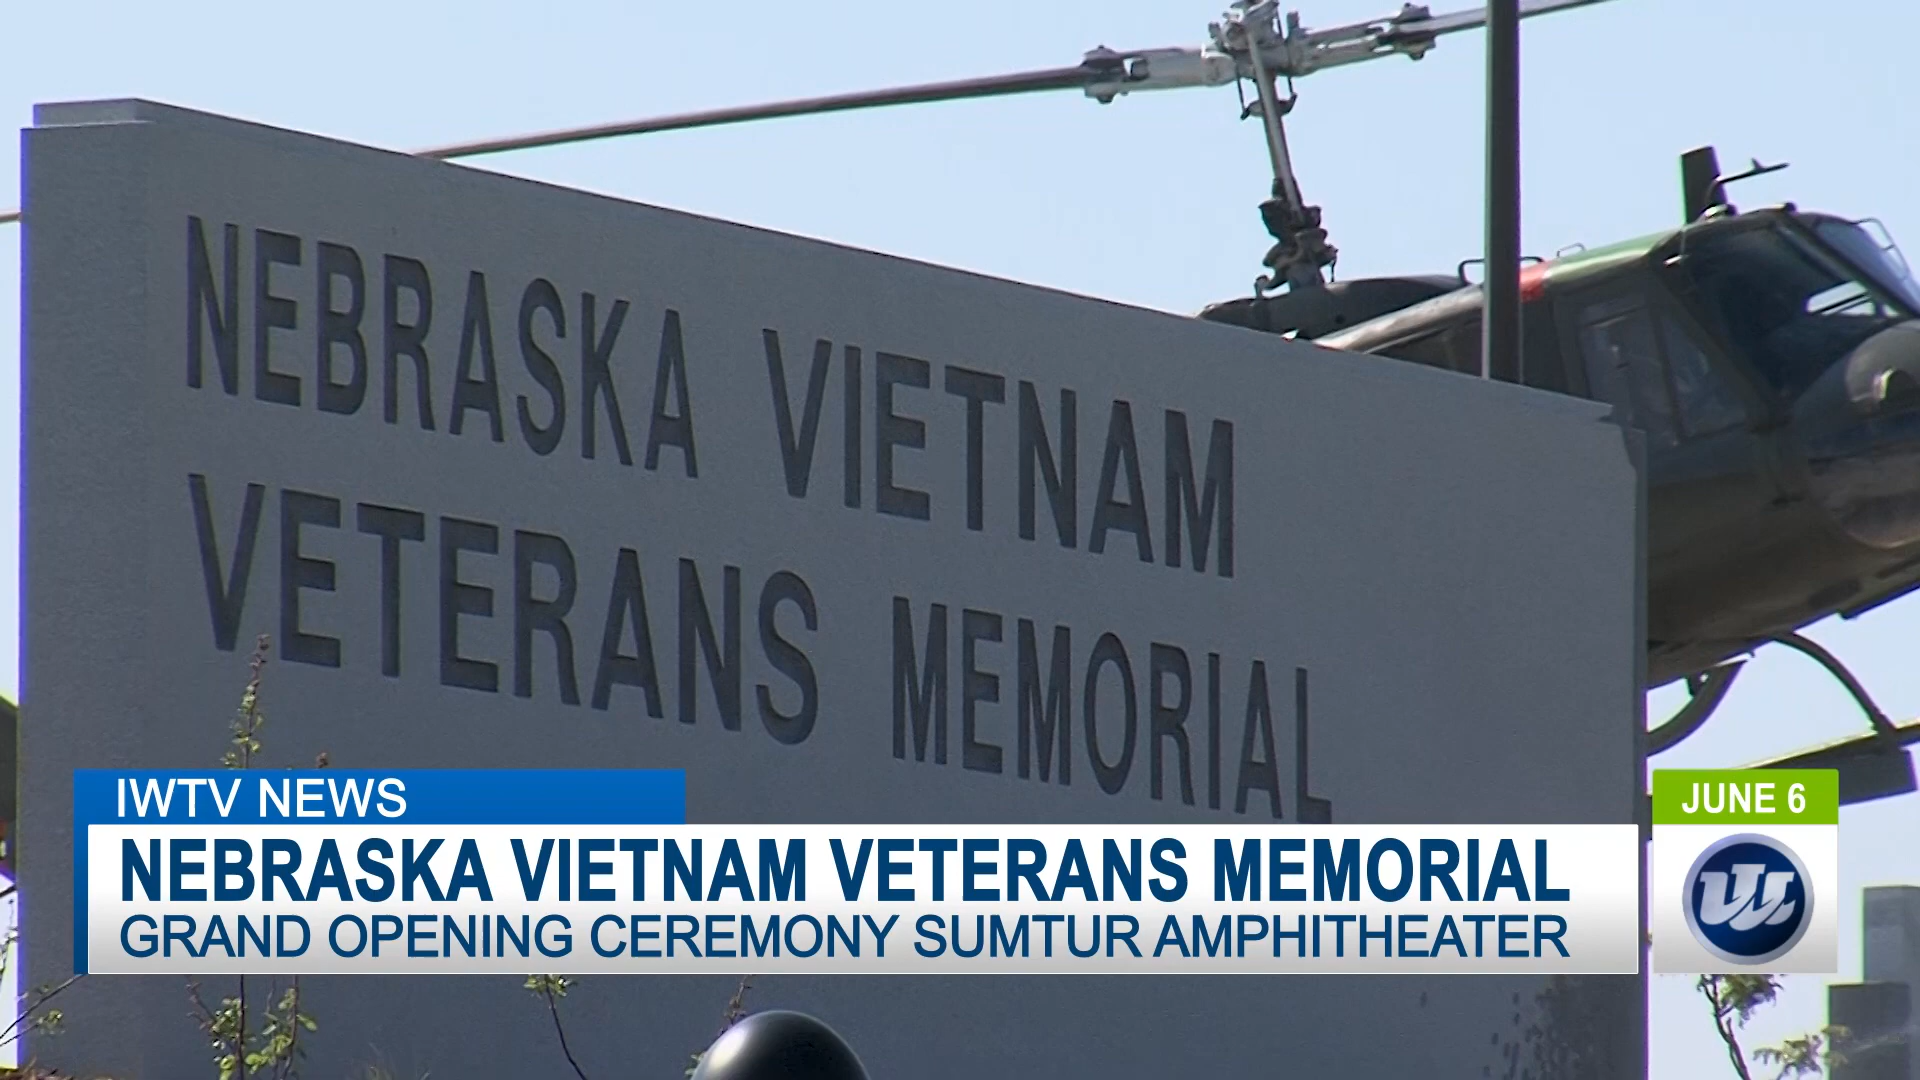 NEBRASKA VIETNAM
VETERANS MEMORIAL
IWTV NEWS
NEBRASKA VIETNAM VETERANS MEMORIAL
GRAND OPENING CEREMONY SUMTUR AMPHITHEATER
JUNE 6